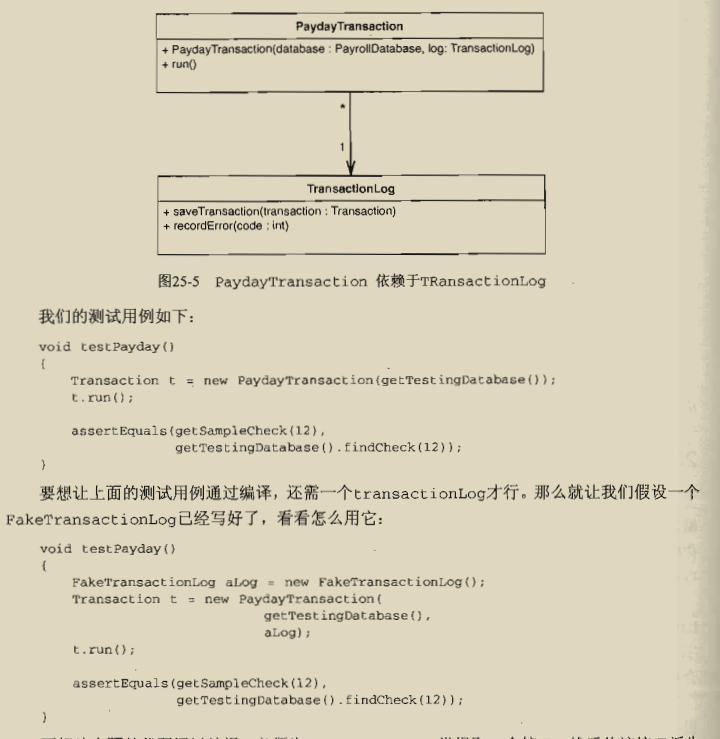 PaydayTransaction
+ PaydayTransaction(database : PayrollDatabase, log: TransactionLog)
+ run()
*
1
TransactionLog
+ saveTransaction(transaction : Transaction)
+ recordError(code : int)
图25-5 PaydayTransaction 依赖于TRansactionLog
我们的测试用例如下：
void testPayday()
{
Transaction t = new PaydayTransaction(getTestingDatabase());
t.run();
assertEquals(getSampleCheck(12),
getTestingDatabase().findCheck(12));
}
要想让上面的测试用例通过编译，还需一个transactionLog才行。那么就让我们假设一个
FakeTransactionLog已经写好了，看看怎么用它：
void testPayday()
{
FakeTransactionLog aLog = new FakeTransactionLog();
Transaction t = new PaydayTransaction(
getTestingDatabase(),
aLog);
t.run();
assertEquals(getSampleCheck(12),
getTestingDatabase().findCheck(12));
}